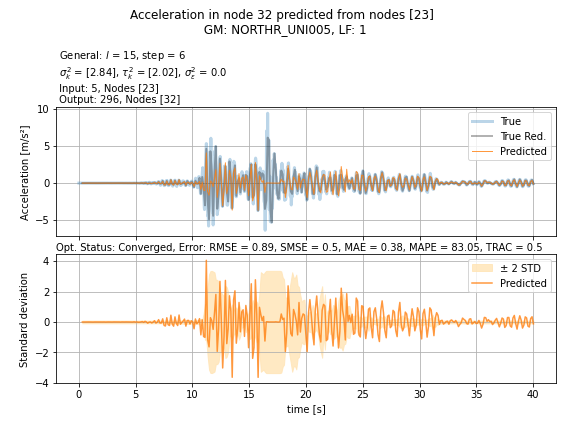 Acceleration in node 32 predicted from nodes [23]
GM: NORTHR_UNI005, LF: 1
General: l = 15, step = 6
σ²ₖ = [2.84], τ²ₖ = [2.02], σ²ε = 0.0
Input: 5, Nodes [23]
Output: 296, Nodes [32]
10
5
0
−5
Acceleration [m/s²]
True
True Red.
Predicted
Opt. Status: Converged, Error: RMSE = 0.89, SMSE = 0.5, MAE = 0.38, MAPE = 83.05, TRAC = 0.5
4
2
0
−2
−4
Standard deviation
± 2 STD
Predicted
0 5 10 15 20 25 30 35 40
time [s]